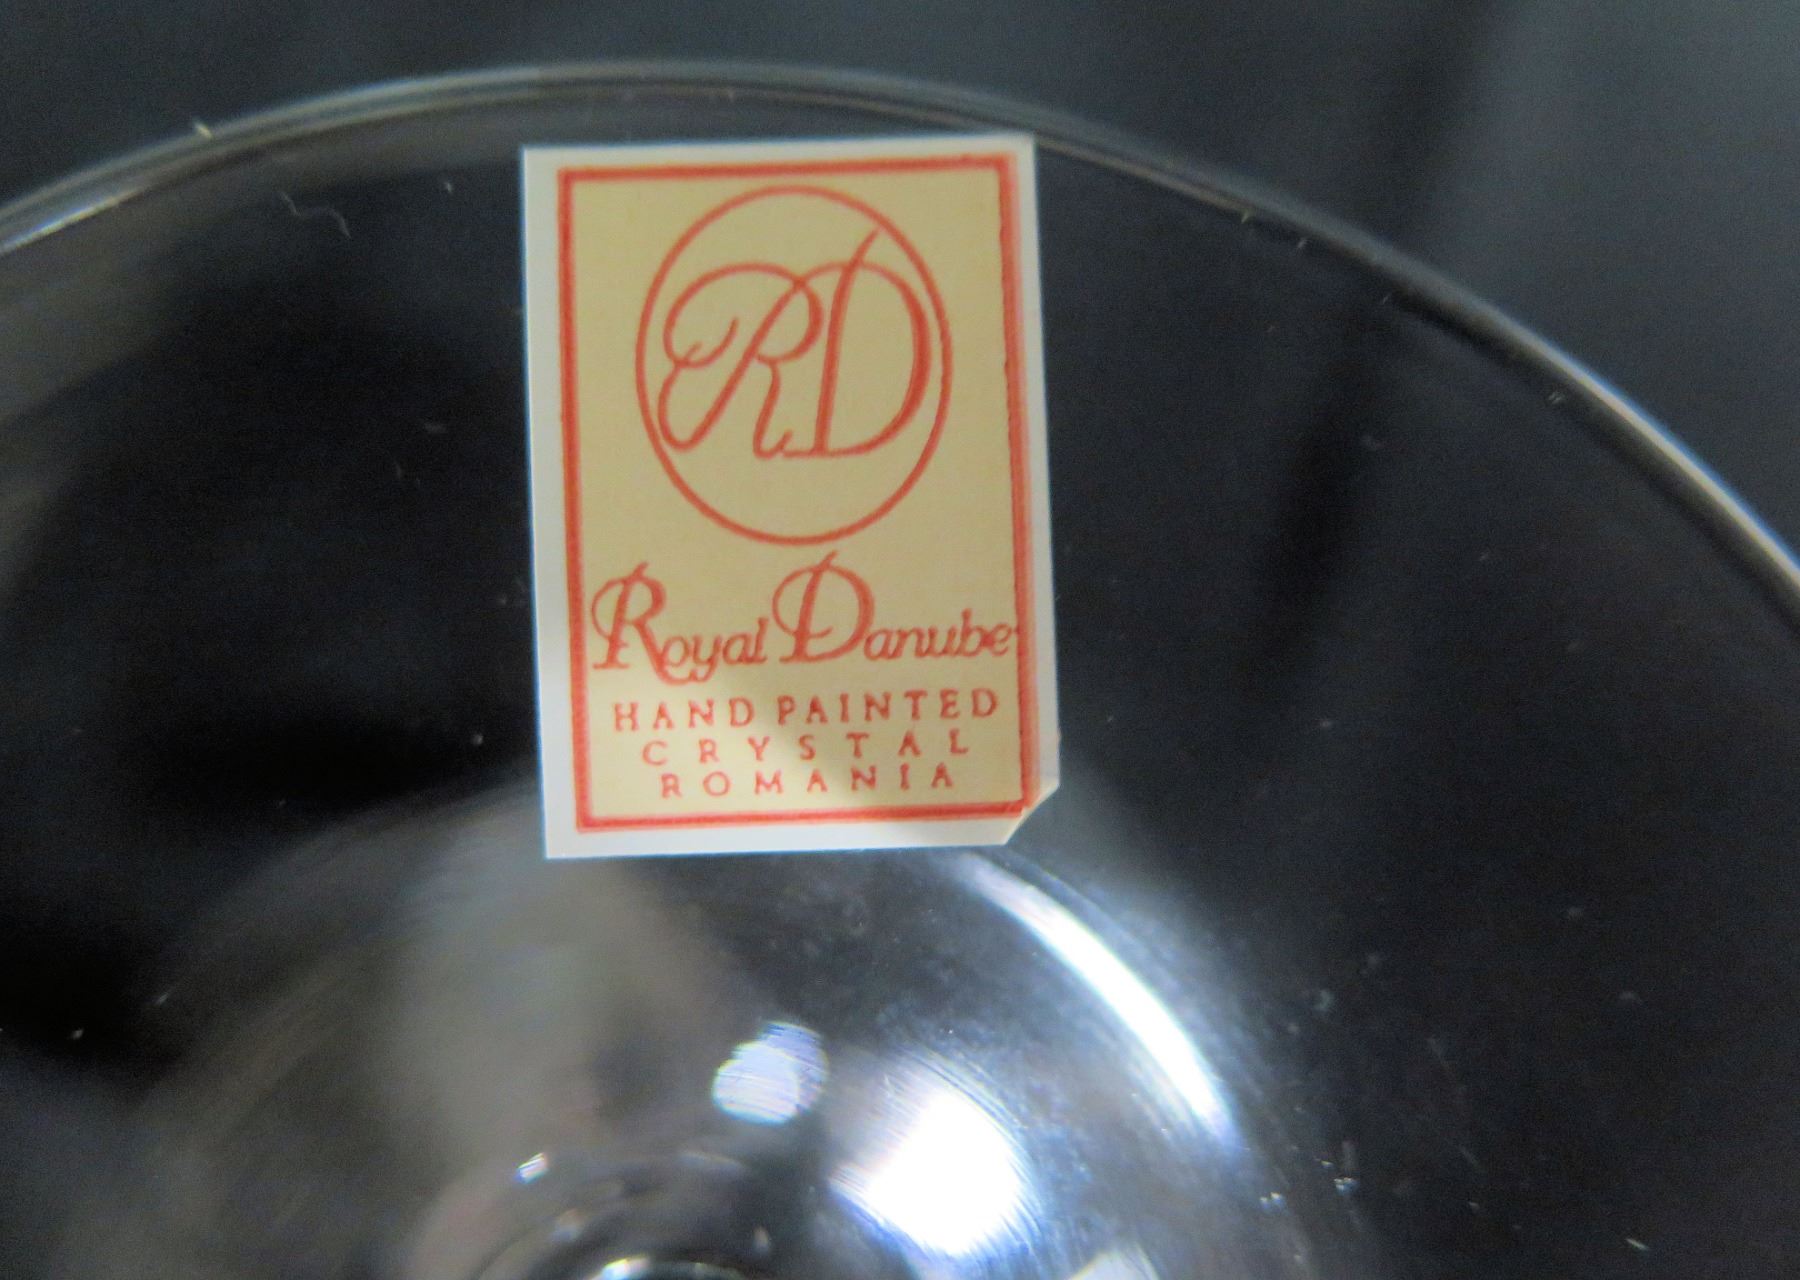 RD
Royal Danube
HAND PAINTED
CRYSTAL
ROMANIA